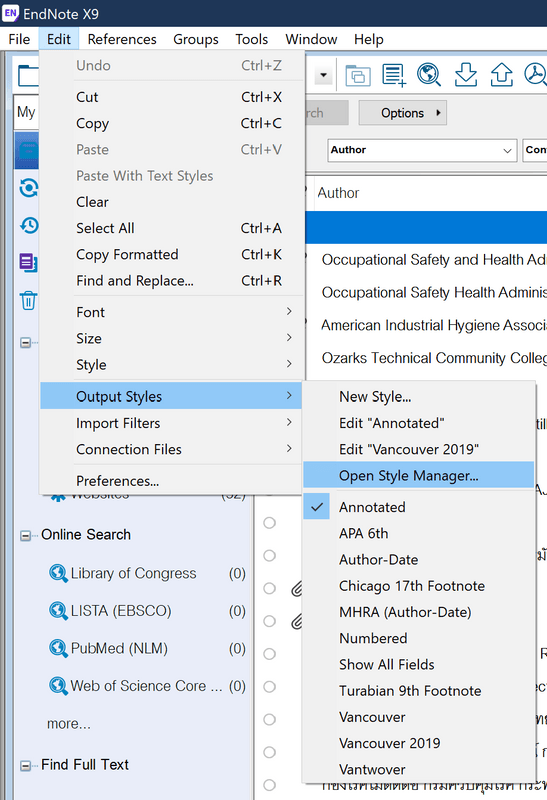 EN EndNote X9
File Edit References Groups Tools Window Help
Undo Ctrl+Z
Cut Ctrl+X
Copy Ctrl+C
Paste Ctrl+V
Paste With Text Styles
Clear
Select All Ctrl+A
Copy Formatted Ctrl+K
Find and Replace... Ctrl+R
Font
Size
Style
Output Styles
Import Filters
Connection Files
Preferences...
New Style...
Edit "Annotated"
Edit "Vancouver 2019"
Open Style Manager...
Annotated
APA 6th
Author-Date
Chicago 17th Footnote
MHRA (Author-Date)
Numbered
Show All Fields
Turabian 9th Footnote
Vancouver
Vancouver 2019
Vantwover
My
Options
Author
Author
Occupational Safety and Health
Occupational Safety Health
American Industrial Hygiene
Ozarks Technical Community
Websites (32)
Online Search
Library of Congress (0)
LISTA (EBSCO) (0)
PubMed (NLM) (0)
Web of Science Core ... (0)
more...
Find Full Text